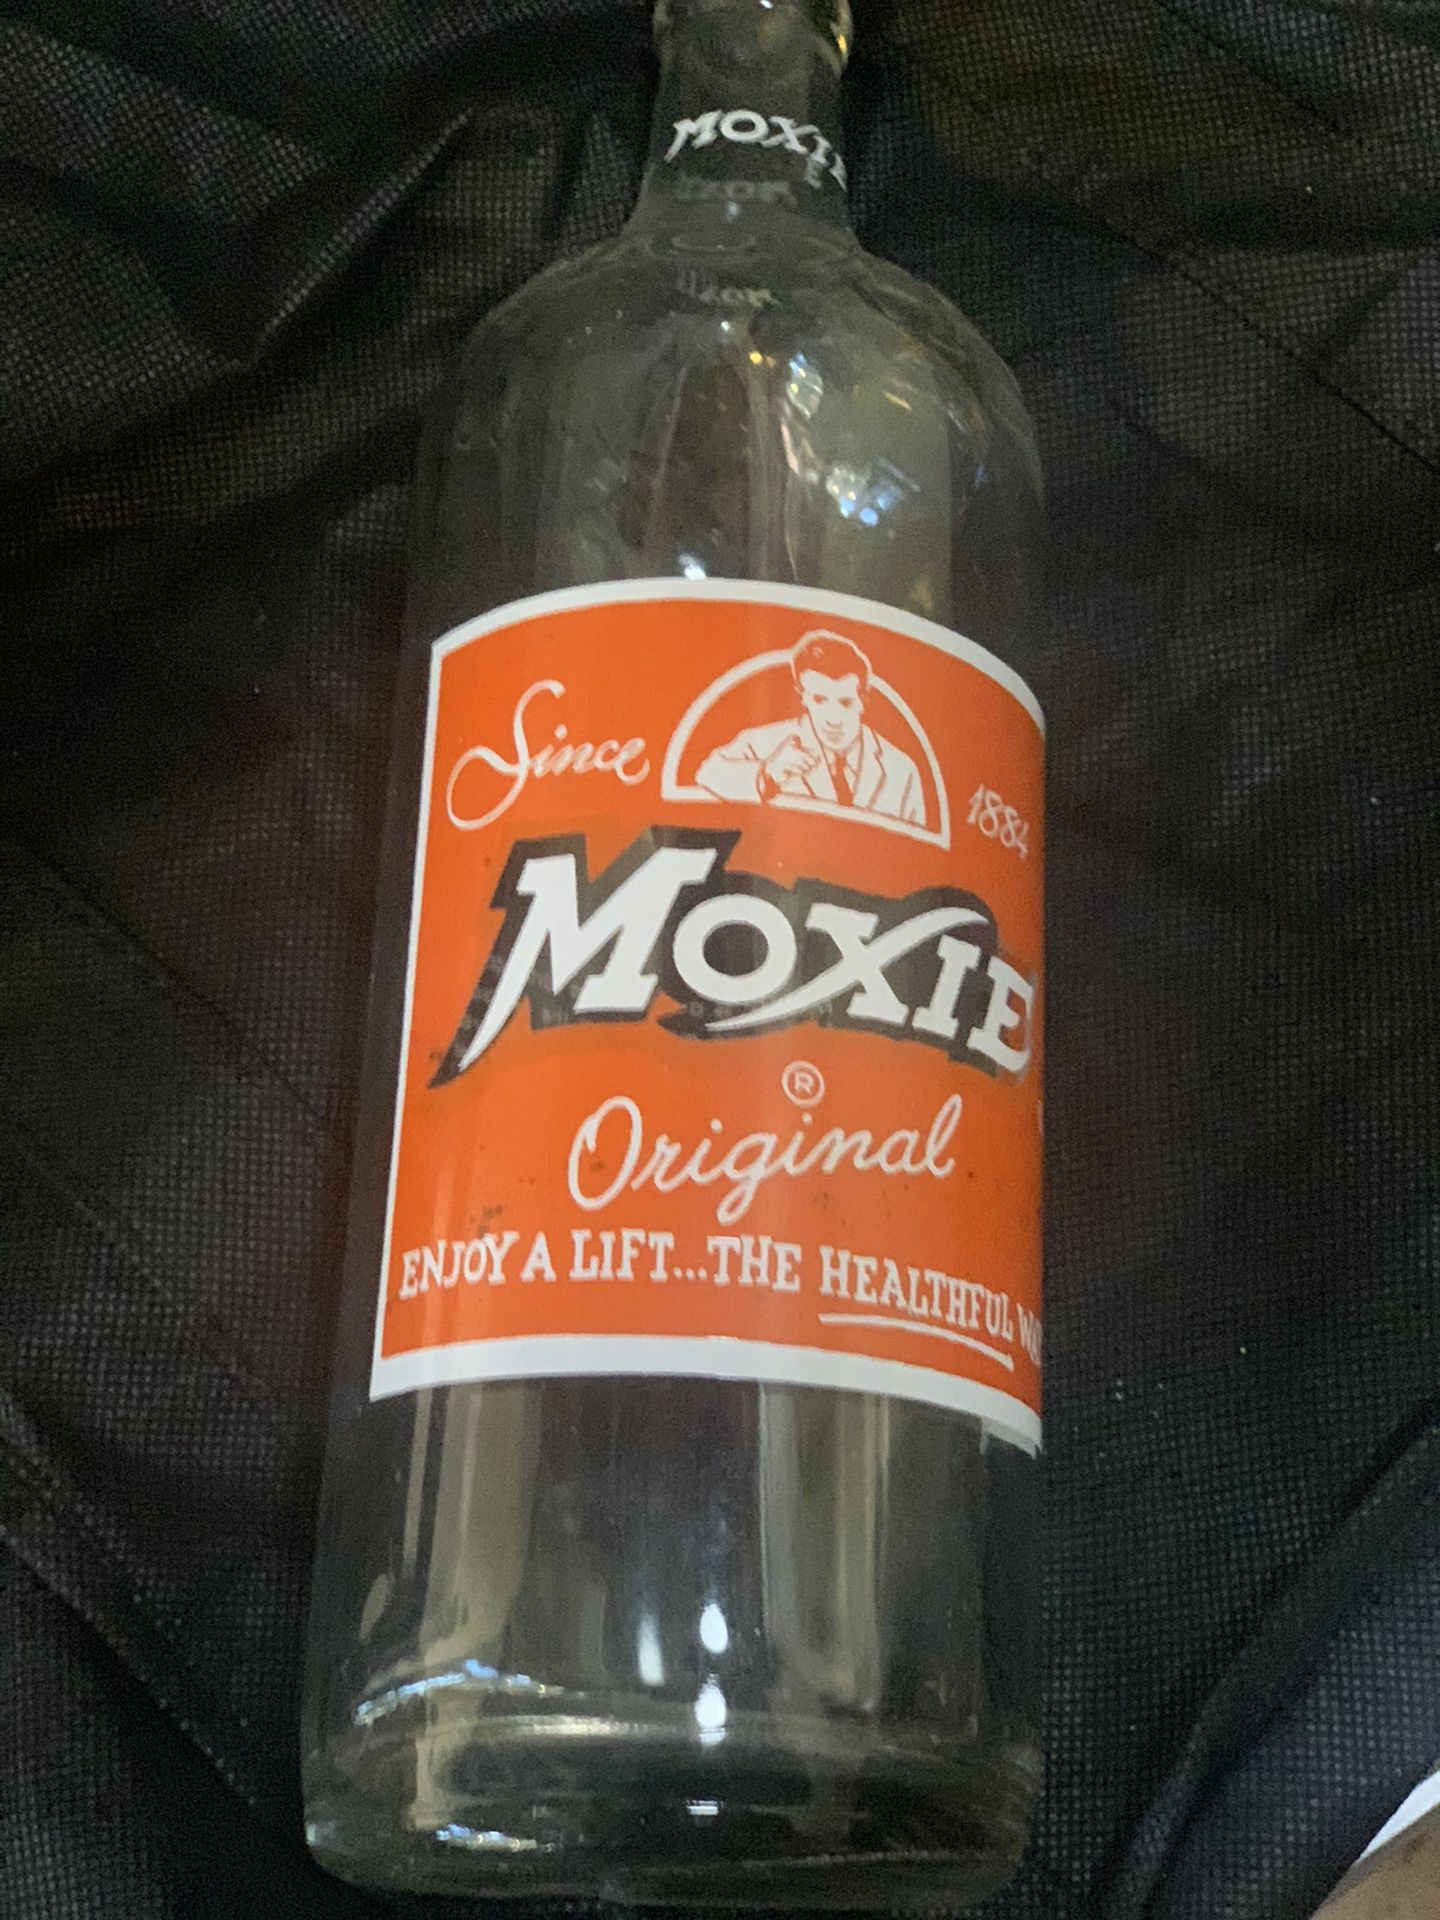 MOXIE
Since 1884
MOXIE
®
Original
ENJOY A LIFT...THE HEALTHFUL